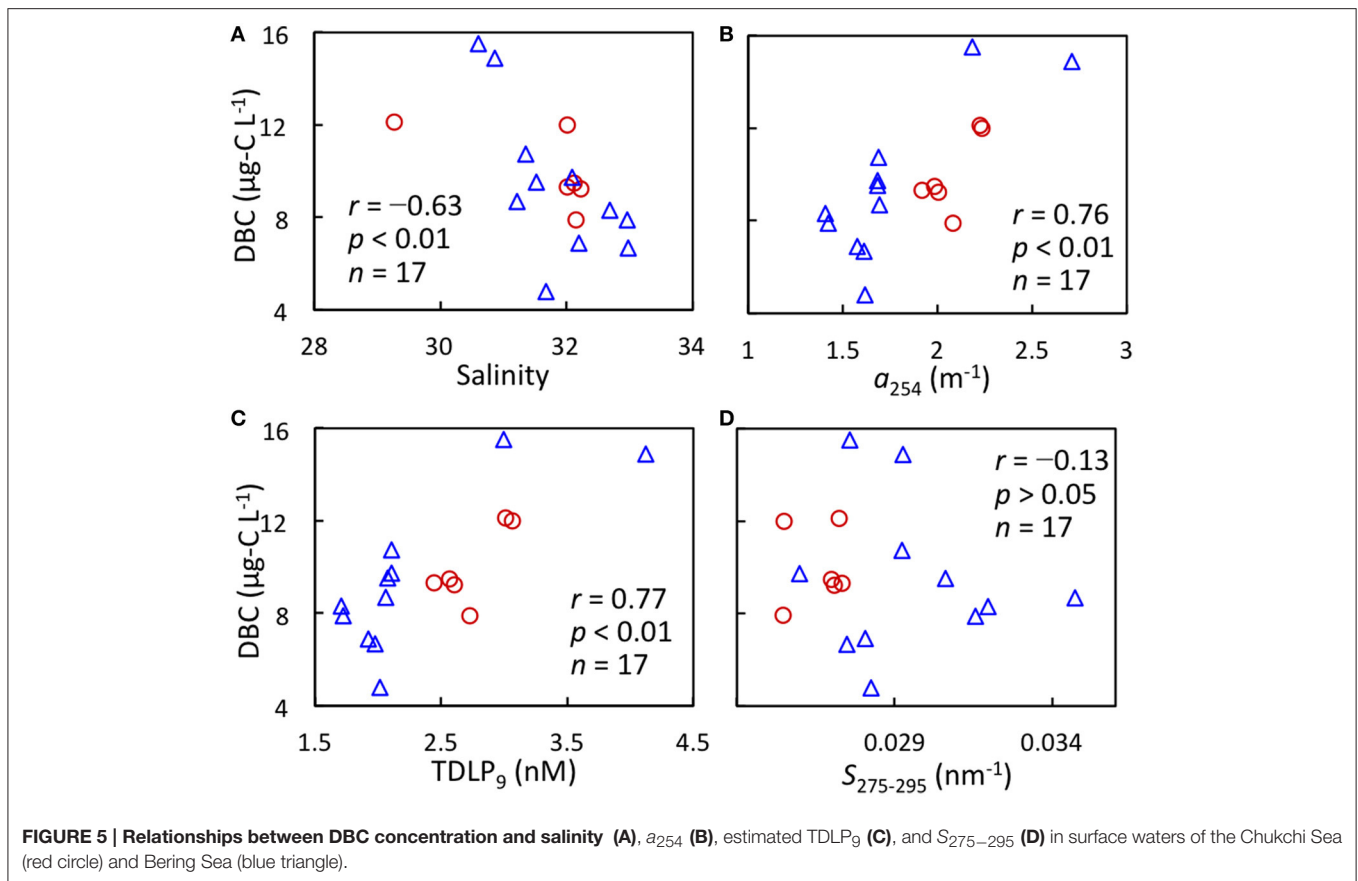 A
16
12
8
4
DBC (µg-C L-1)
r = −0.63
p < 0.01
n = 17
28 30 32 34
Salinity
B
r = 0.76
p < 0.01
n = 17
1 1.5 2 2.5 3
a254 (m-1)
C
16
12
8
4
DBC (µg-C L-1)
r = 0.77
p < 0.01
n = 17
1.5 2.5 3.5 4.5
TDLP9 (nM)
D
r = −0.13
p > 0.05
n = 17
0.029 0.034
S275-295 (nm-1)
FIGURE 5 | Relationships between DBC concentration and salinity (A), a254 (B), estimated TDLP9 (C), and S275−295 (D) in surface waters of the Chukchi Sea
(red circle) and Bering Sea (blue triangle).